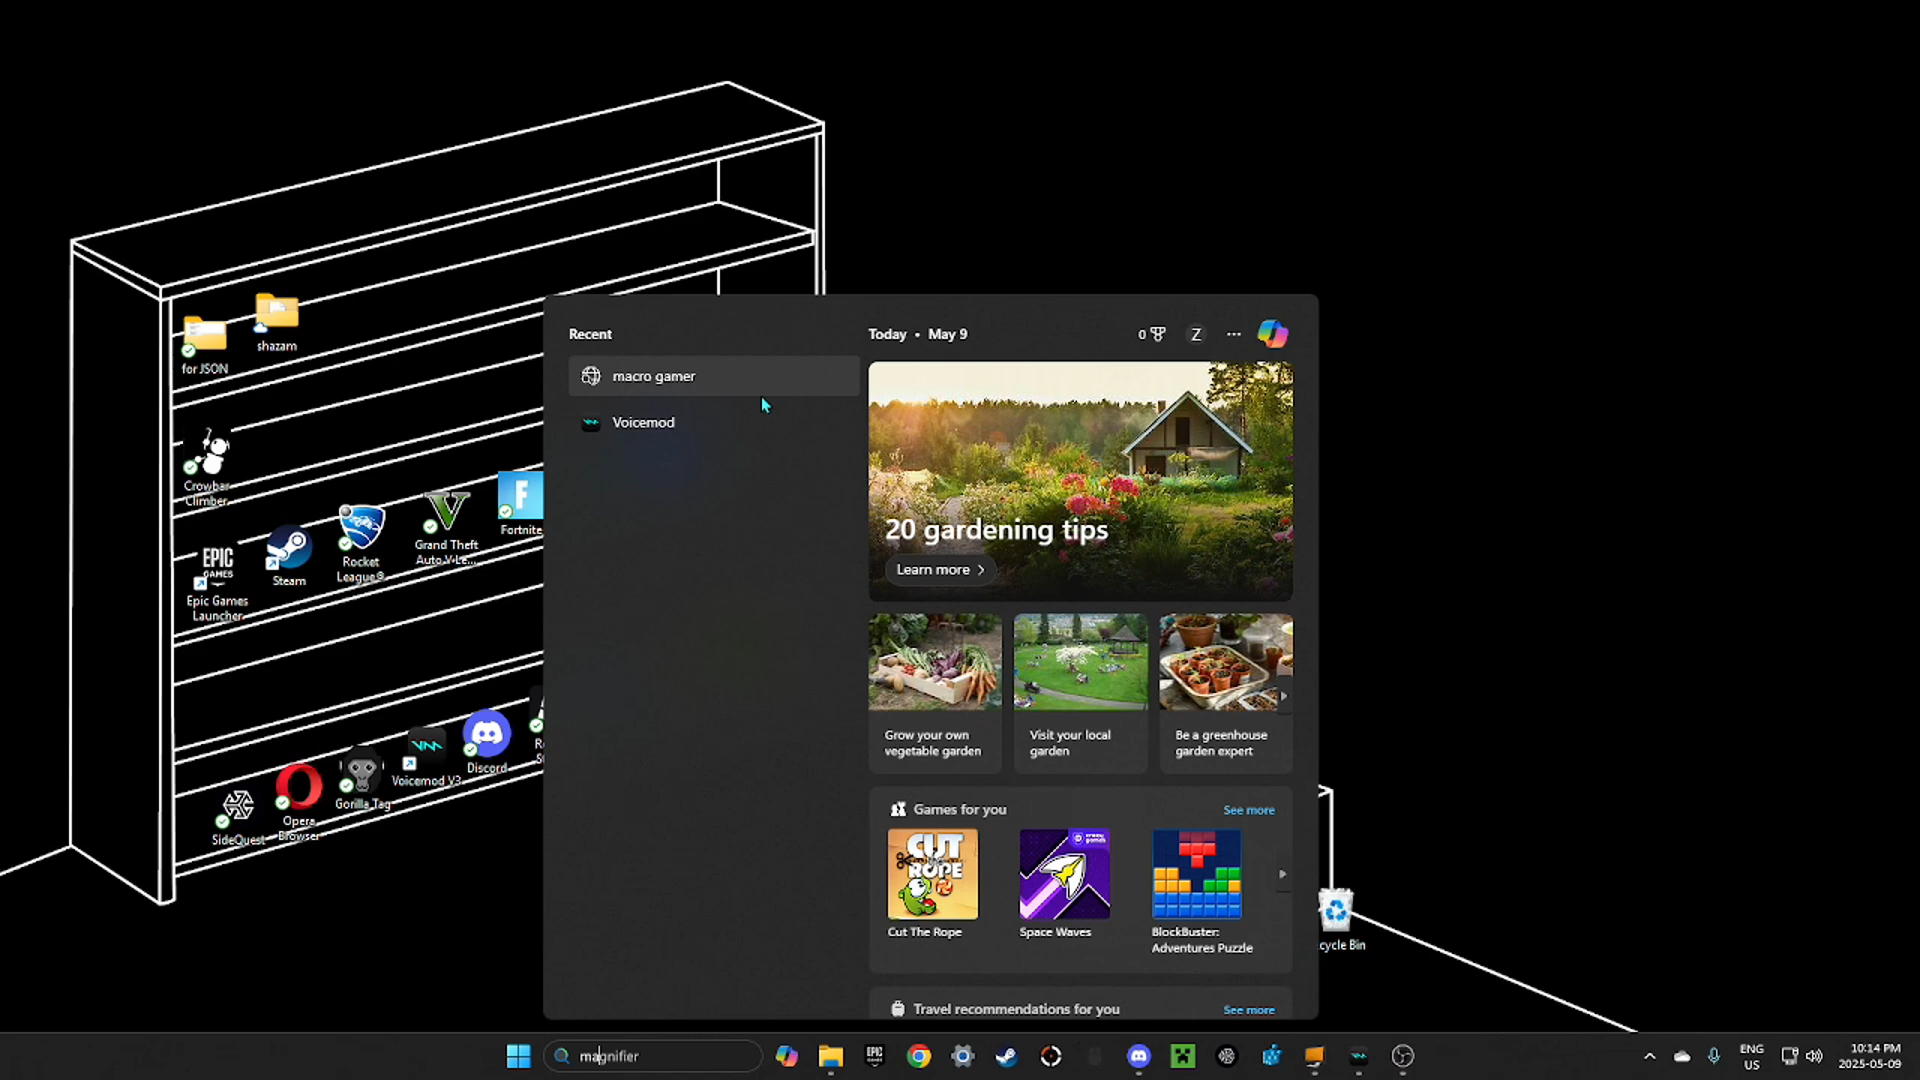 for JSON
shazam
Crowbar
Climber
EPIC
GAMES
Epic Games
Launcher
Steam
Rocket
League®
Grand Theft
Auto V Le...
F
Fortnite
SideQuest
Opera
Browser
Gorilla Tag
Voicemod V3
Discord
Recent
macro gamer
Voicemod
Today • May 9
0
Z
20 gardening tips
Learn more
Grow your own
vegetable garden
Visit your local
garden
Be a greenhouse
garden expert
Games for you
See more
CUT
ROPE
Cut The Rope
Space Waves
BlockBuster:
Adventures Puzzle
Travel recommendations for you
See more
cycle Bin
magnifier
EPIC
ENG
US
10:14 PM
2025-05-09